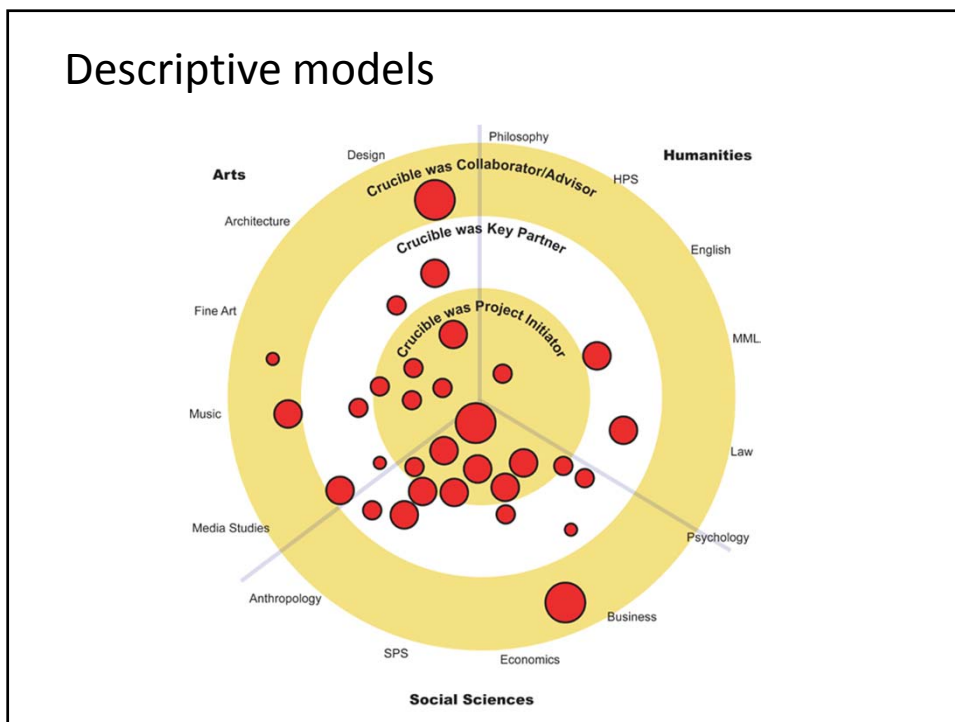 Descriptive models
Philosophy
Design
Humanities
Crucible was Collaborator/Advisor
Arts
HPS
Architecture
Crucible was Key Partner
English
Fine Art
Crucible was Project Initiator
MML
Music
Law
Media Studies
Psychology
Anthropology
Business
SPS
Economics
Social Sciences